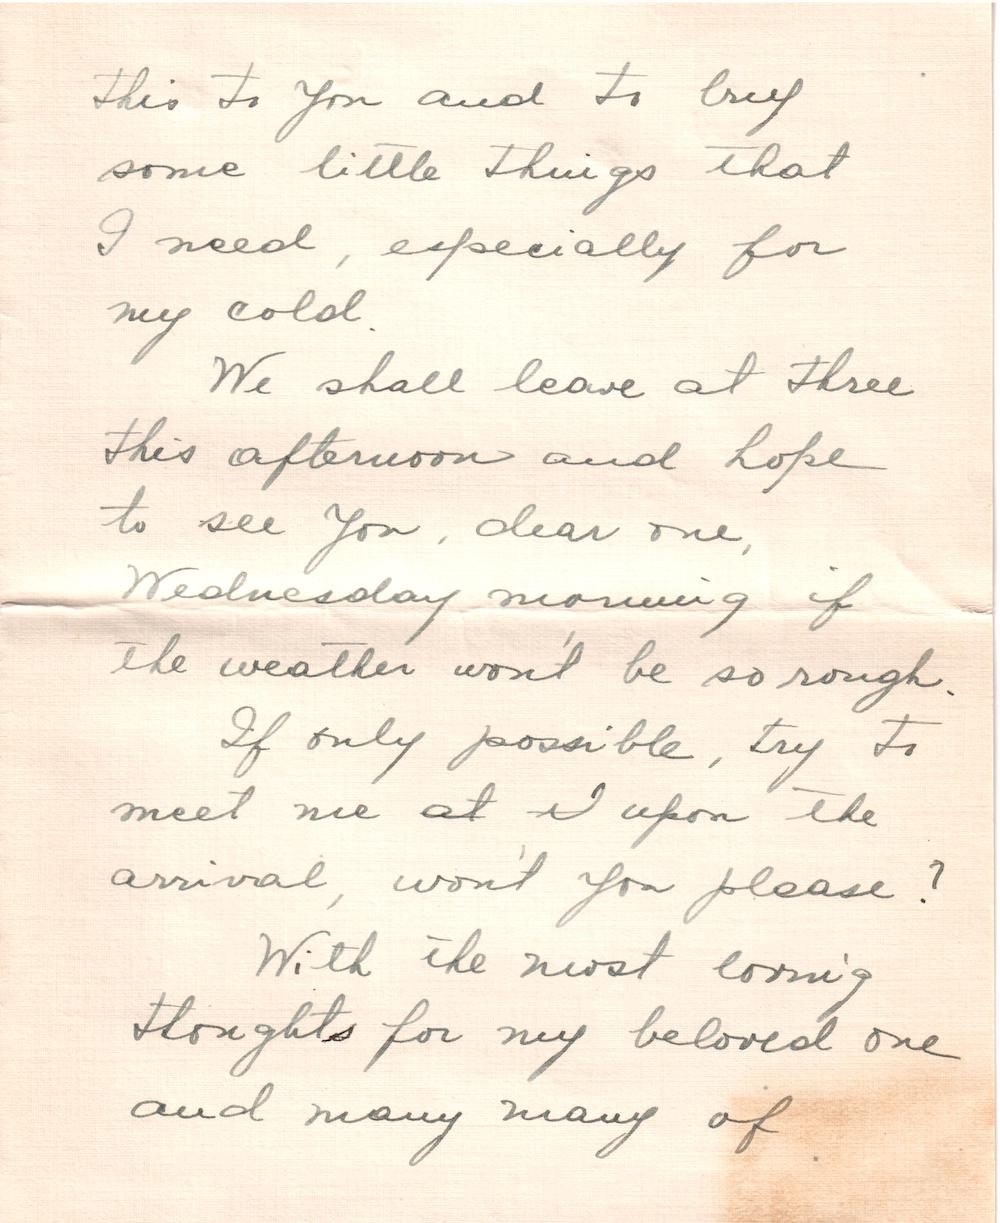 this to you and to buy
some little things that
I need, especially for
my cold.
We shall leave at three
this afternoon and hope
to see you, dear one,
Wednesday morning if
the weather won't be so rough.
If only possible, try to
meet me at upon the
arrival, won't you please?
With the most loving
thoughts for my beloved one
and many many of